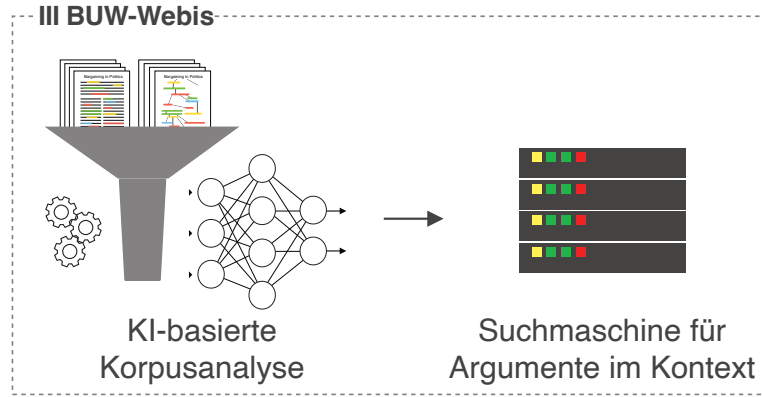 III BUW-Webis
Bargaining in Politics
Bargaining in Politics
KI-basierte
Korpusanalyse
Suchmaschine für
Argumente im Kontext